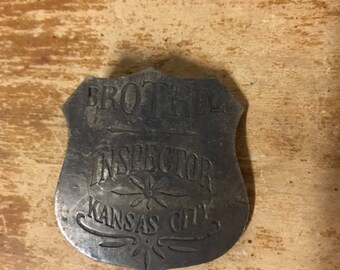 BROTHEL
INSPECTOR
KANSAS CITY